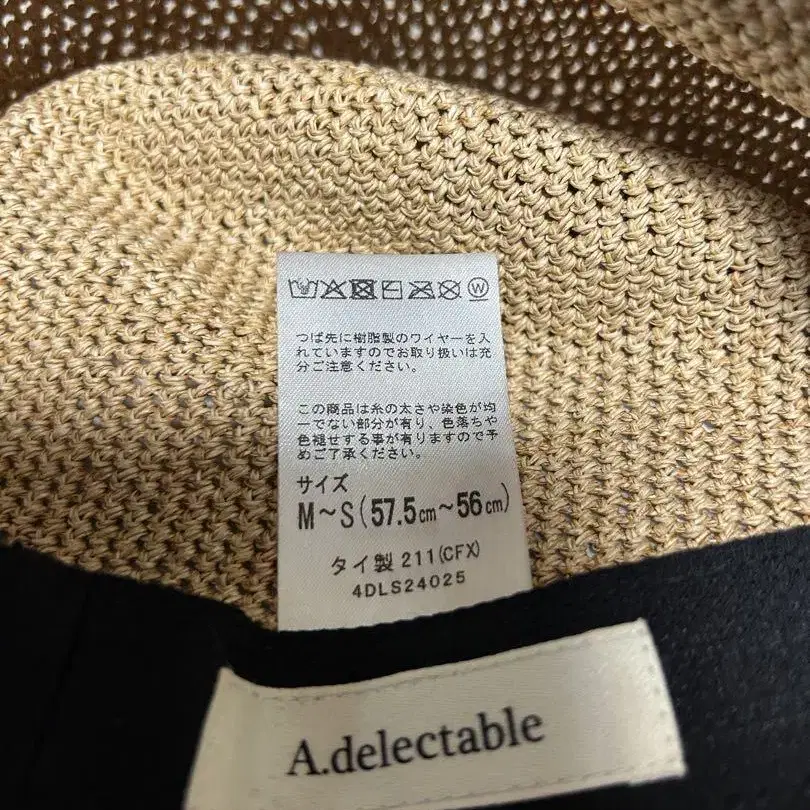 W
つば先に樹脂製のワイヤーを入
れていますのでお取り扱いは充
分ご注意ください。
この商品は糸の太さや染色が均
一でない部分が有り、色落ちや
色褪せする事が有りますので予
めご了承ください。
サイズ
M～S(57.5cm～56cm)
タイ製 211(CFX)
4DLS24025
A.delectable